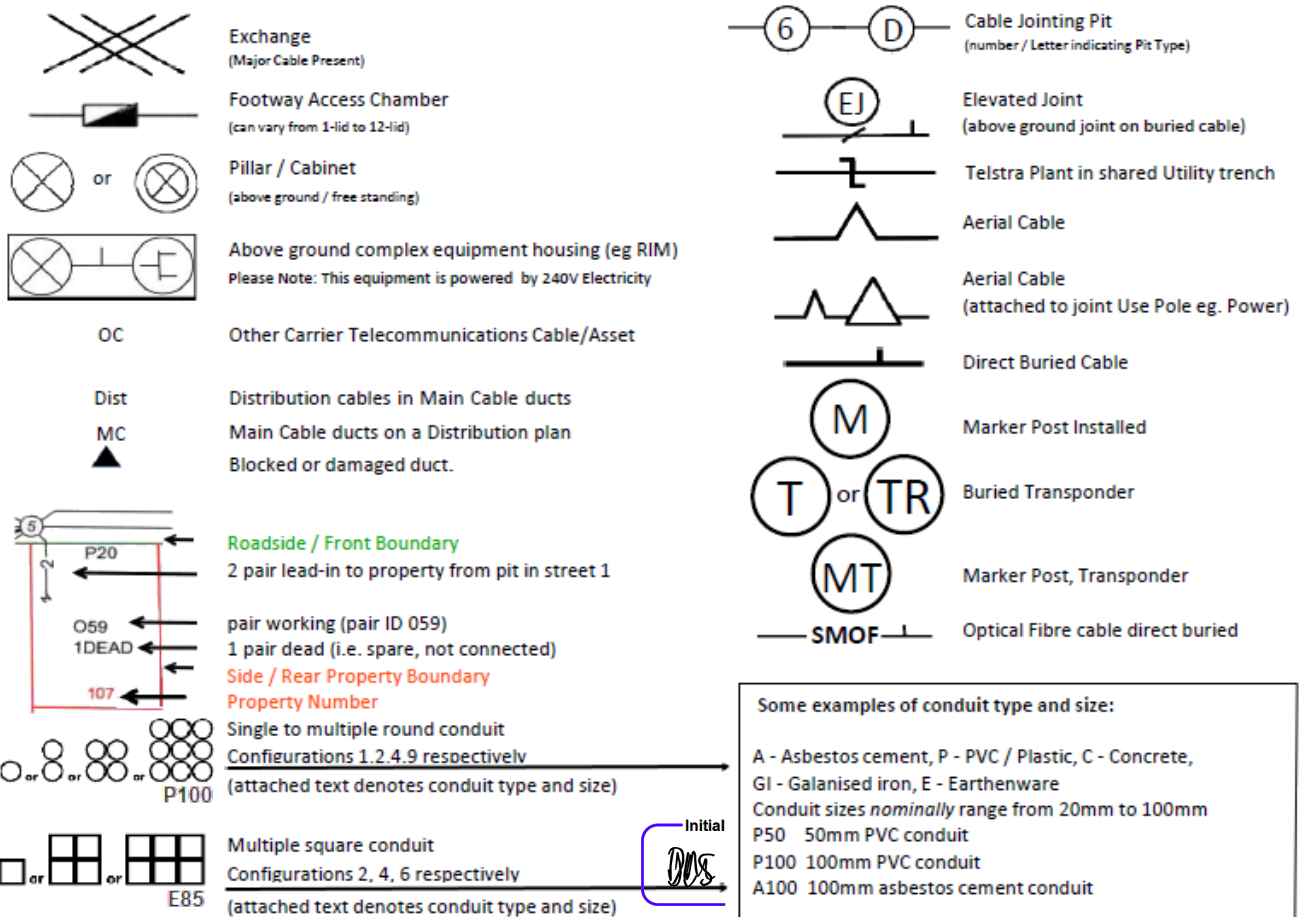 Exchange
(Major Cable Present)
Footway Access Chamber
(can vary from 1-lid to 12-lid)
or
Pillar / Cabinet
(above ground / free standing)
Above ground complex equipment housing (eg RIM)
Please Note: This equipment is powered by 240V Electricity
OC
Other Carrier Telecommunications Cable/Asset
Dist
Distribution cables in Main Cable ducts
MC
Main Cable ducts on a Distribution plan
Blocked or damaged duct.
5
P20
2
O59
1DEAD
107
Roadside / Front Boundary
2 pair lead-in to property from pit in street 1
pair working (pair ID 059)
1 pair dead (i.e. spare, not connected)
Side / Rear Property Boundary
Property Number
or or or
P100
Single to multiple round conduit
Configurations 1.2.4.9 respectively
(attached text denotes conduit type and size)
or or
E85
Multiple square conduit
Configurations 2, 4, 6 respectively
(attached text denotes conduit type and size)
Initial
6 D
Cable Jointing Pit
(number / Letter indicating Pit Type)
EJ
Elevated Joint
(above ground joint on buried cable)
Telstra Plant in shared Utility trench
Aerial Cable
Aerial Cable
(attached to joint Use Pole eg. Power)
Direct Buried Cable
M
Marker Post Installed
T or TR
Buried Transponder
MT
Marker Post, Transponder
SMOF
Optical Fibre cable direct buried
Some examples of conduit type and size:
A - Asbestos cement, P - PVC / Plastic, C - Concrete,
GI - Galanised iron, E - Earthenware
Conduit sizes nominally range from 20mm to 100mm
P50 50mm PVC conduit
P100 100mm PVC conduit
A100 100mm asbestos cement conduit